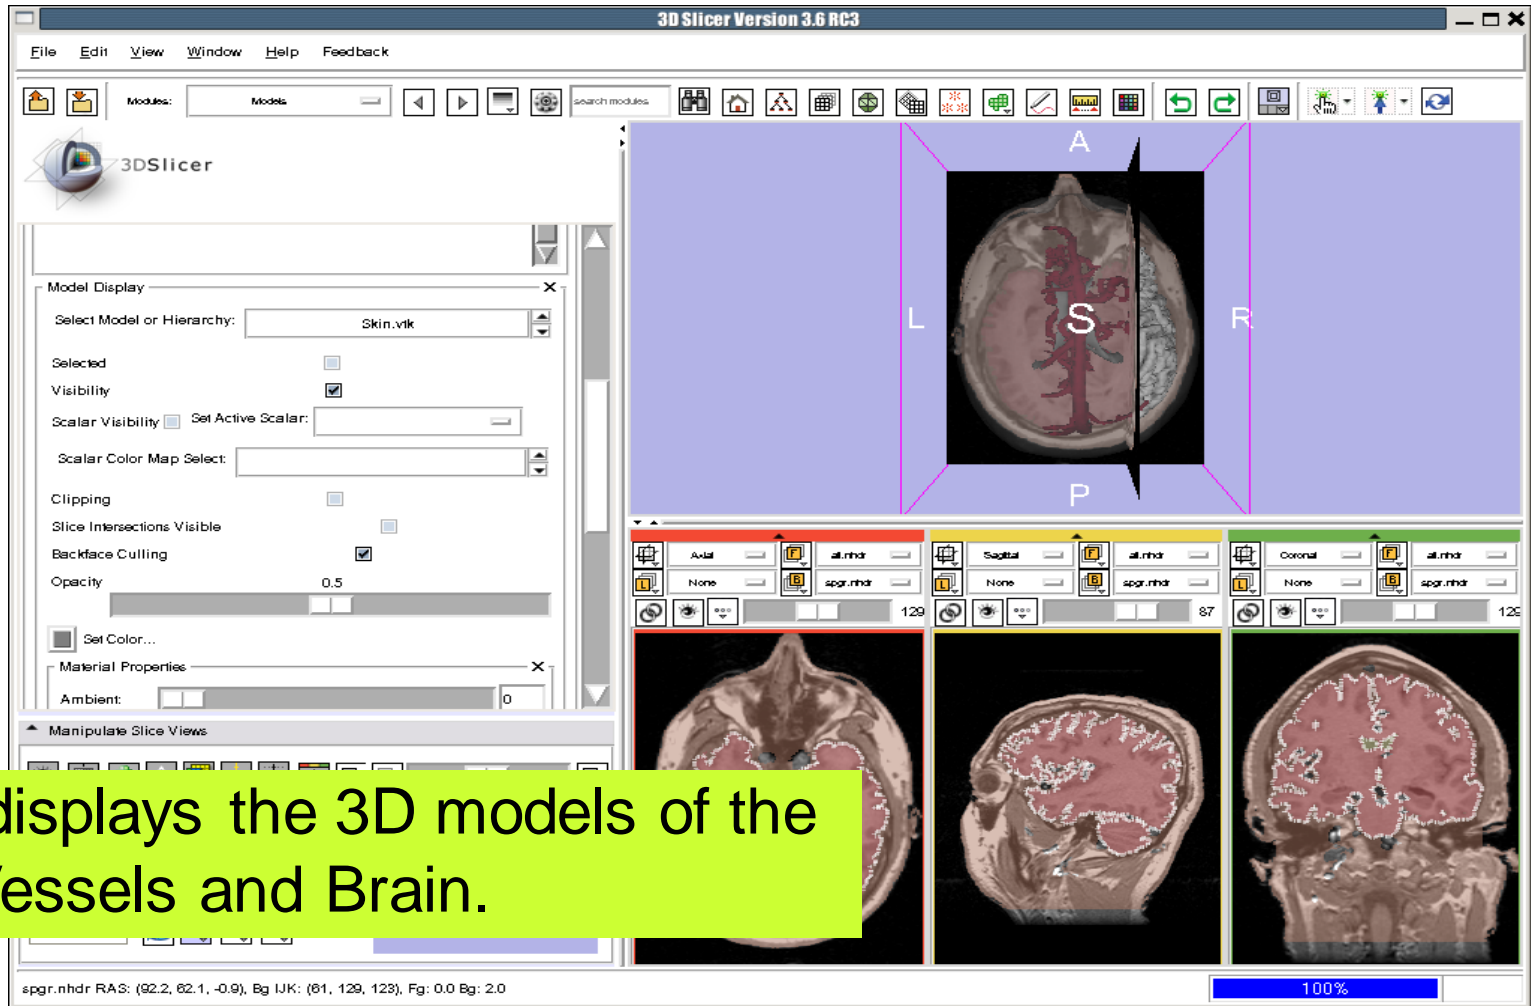 3D Slicer Version 3.6 RC3
File Edit View Window Help Feedback
Modules: Models search modules
3DSlicer
Model Display
Select Model or Hierarchy: Skin.vtk
Selected
Visibility
Scalar Visibility Set Active Scalar:
Scalar Color Map Select:
Clipping
Slice Intersections Visible
Backface Culling
Opacity 0.5
Set Color...
Material Properties
Ambient: 0
Manipulate Slice Views
A
L S R
P
Axial F all.nhdr
L None B spgr.nhdr
129
Sagittal F all.nhdr
L None B spgr.nhdr
87
Coronal F all.nhdr
L None B spgr.nhdr
129
displays the 3D models of the
Vessels and Brain.
spgr.nhdr RAS: (92.2, 62.1, -0.9), Bg IJK: (61, 129, 123), Fg: 0.0 Bg: 2.0
100%